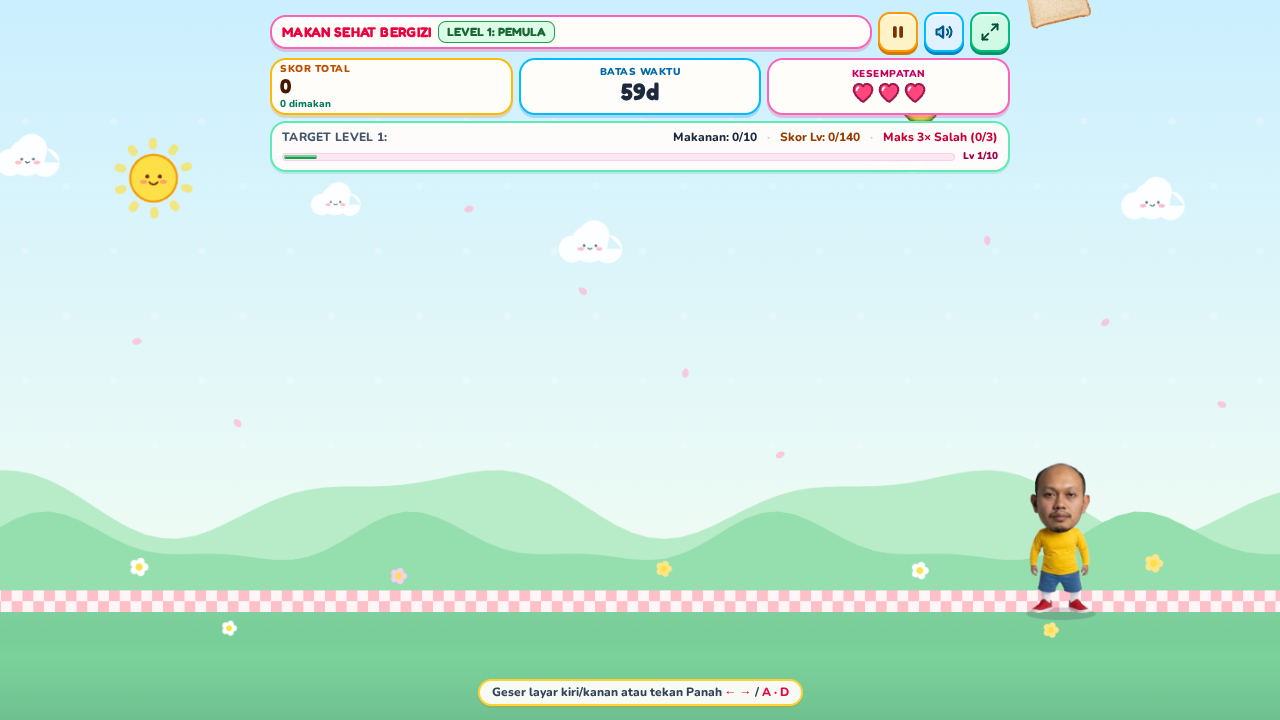 MAKAN SEHAT BERGIZI
LEVEL 1: PEMULA
SKOR TOTAL
0
0 dimakan
BATAS WAKTU
59d
KESEMPATAN
TARGET LEVEL 1:
Makanan: 0/10 · Skor Lv: 0/140 · Maks 3× Salah (0/3)
Lv 1/10
Geser layar kiri/kanan atau tekan Panah ← → / A · D